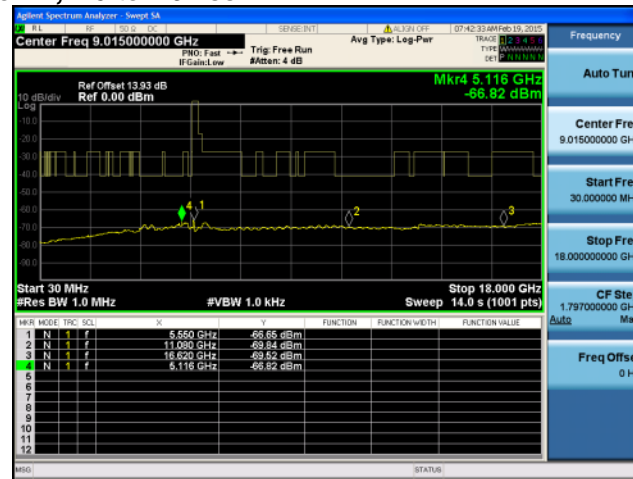 Agilent Spectrum Analyzer - Swept SA
RL RF 50 Ω DC SENSE:INT ALIGN OFF 07:42:33 AM Feb 19, 2015
Center Freq 9.015000000 GHz
PNO: Fast
IFGain:Low
Trig: Free Run
#Atten: 4 dB
Avg Type: Log-Pwr
TRACE 1 2 3 4 5 6
TYPE
DET P N N N N N
Ref Offset 13.93 dB
Ref 0.00 dBm
10 dB/div
Log
Mkr4 5.116 GHz
-66.82 dBm
-10.0
-20.0
-30.0
-40.0
-50.0
-60.0
-70.0
-80.0
-90.0
4 1 2 3
Start 30 MHz
Stop 18.000 GHz
#Res BW 1.0 MHz #VBW 1.0 kHz Sweep 14.0 s (1001 pts)
MKR MODE TRC SCL X Y FUNCTION FUNCTION WIDTH FUNCTION VALUE
1 N 1 f 5.550 GHz -66.65 dBm
2 N 1 f 11.080 GHz -69.84 dBm
3 N 1 f 16.620 GHz -69.52 dBm
4 N 1 f 5.116 GHz -66.82 dBm
5
6
7
8
9
10
11
12
MSG STATUS
Frequency
Auto Tun
Center Fre
9.015000000 GH
Start Fre
30.000000 MH
Stop Fre
18.000000000 GH
CF Ste
1.797000000 GH
Auto Ma
Freq Offse
0 H